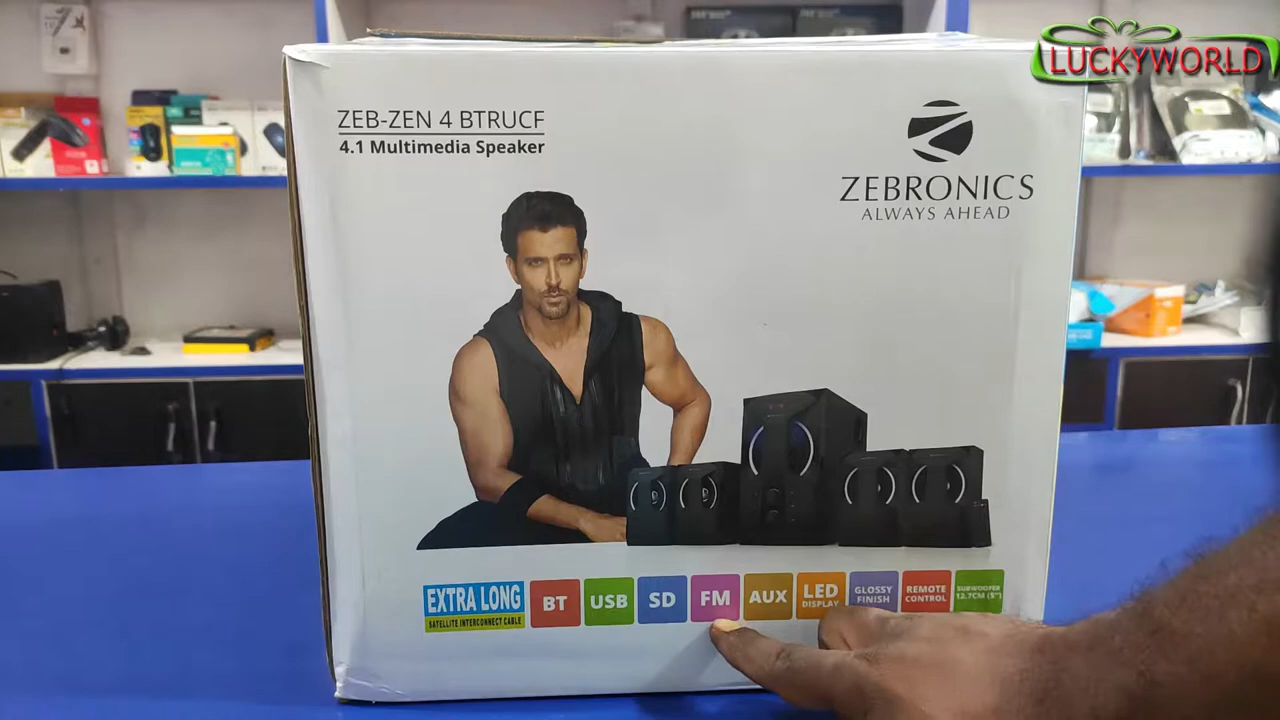 LUCKYWORLD
ZEB-ZEN 4 BTRUCF
4.1 Multimedia Speaker
ZEBRONICS
ALWAYS AHEAD
EXTRA LONG
SATELLITE INTERCONNECT CABLE
BT
USB
SD
FM
AUX
LED
DISPLAY
GLOSSY
FINISH
REMOTE
CONTROL
SUBWOOFER
12.7CM (5")